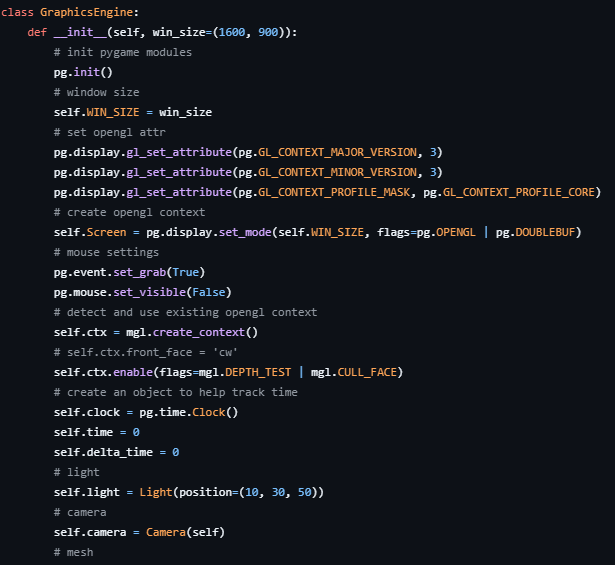 class GraphicsEngine:
    def __init__(self, win_size=(1600, 900)):
        # init pygame modules
        pg.init()
        # window size
        self.WIN_SIZE = win_size
        # set opengl attr
        pg.display.gl_set_attribute(pg.GL_CONTEXT_MAJOR_VERSION, 3)
        pg.display.gl_set_attribute(pg.GL_CONTEXT_MINOR_VERSION, 3)
        pg.display.gl_set_attribute(pg.GL_CONTEXT_PROFILE_MASK, pg.GL_CONTEXT_PROFILE_CORE)
        # create opengl context
        self.Screen = pg.display.set_mode(self.WIN_SIZE, flags=pg.OPENGL | pg.DOUBLEBUF)
        # mouse settings
        pg.event.set_grab(True)
        pg.mouse.set_visible(False)
        # detect and use existing opengl context
        self.ctx = mgl.create_context()
        # self.ctx.front_face = 'cw'
        self.ctx.enable(flags=mgl.DEPTH_TEST | mgl.CULL_FACE)
        # create an object to help track time
        self.clock = pg.time.Clock()
        self.time = 0
        self.delta_time = 0
        # light
        self.light = Light(position=(10, 30, 50))
        # camera
        self.camera = Camera(self)
        # mesh